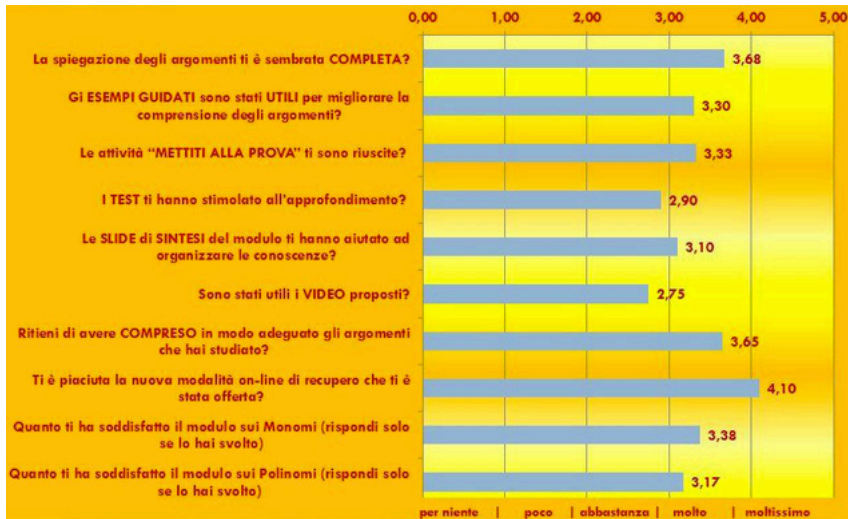 0,00 1,00 2,00 3,00 4,00 5,00
La spiegazione degli argomenti ti è sembrata COMPLETA?
3,68
Gi ESEMPI GUIDATI sono stati UTILI per migliorare la
comprensione degli argomenti?
3,30
Le attività “METTITI ALLA PROVA” ti sono riuscite?
3,33
I TEST ti hanno stimolato all'approfondimento?
2,90
Le SLIDE di SINTESI del modulo ti hanno aiutato ad
organizzare le conoscenze?
3,10
Sono stati utili i VIDEO proposti?
2,75
Ritieni di avere COMPRESO in modo adeguato gli argomenti
che hai studiato?
3,65
Ti è piaciuta la nuova modalità on-line di recupero che ti è
stata offerta?
4,10
Quanto ti ha soddisfatto il modulo sui Monomi (rispondi solo
se lo hai svolto)
3,38
Quanto ti ha soddisfatto il modulo sui Polinomi (rispondi solo
se lo hai svolto)
3,17
per niente | poco | abbastanza | molto | moltissimo